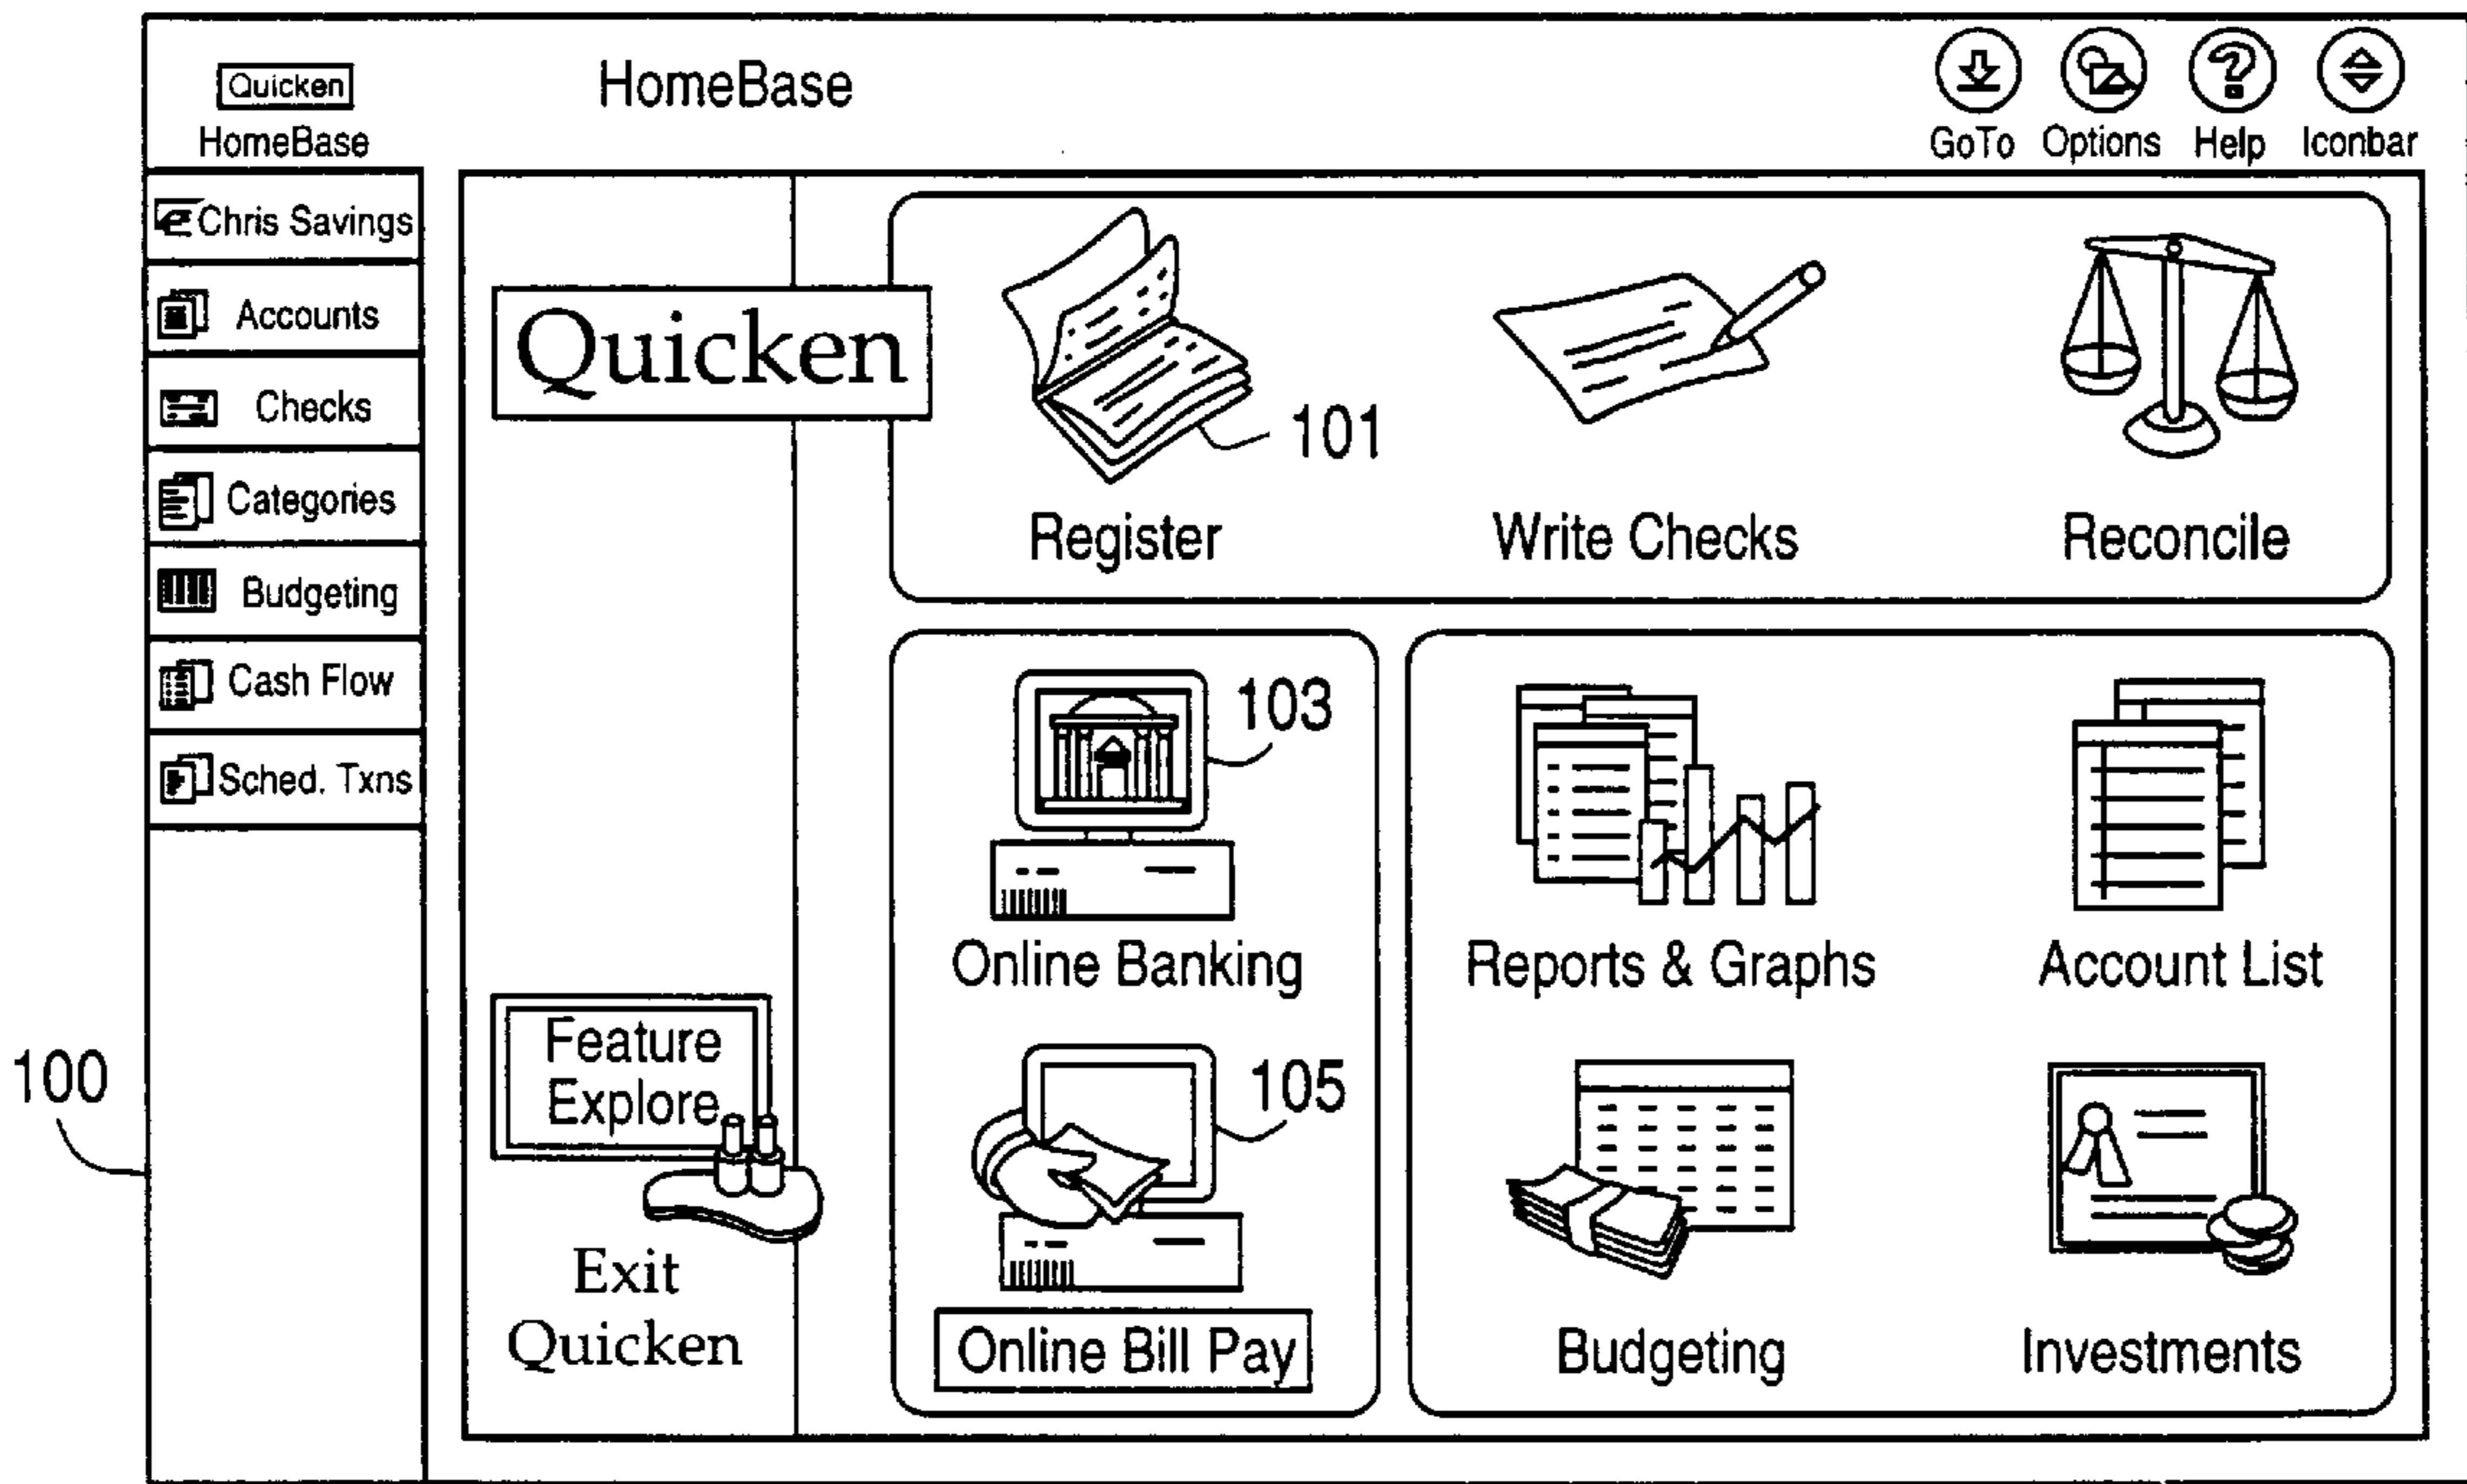 Quicken
HomeBase
HomeBase
GoTo Options Help Iconbar
Chris Savings
Accounts
Checks
Categories
Budgeting
Cash Flow
Sched. Txns
100
Quicken
Feature
Explore
Exit
Quicken
101
Register Write Checks Reconcile
103
Online Banking
105
Online Bill Pay
Reports & Graphs Account List
Budgeting Investments